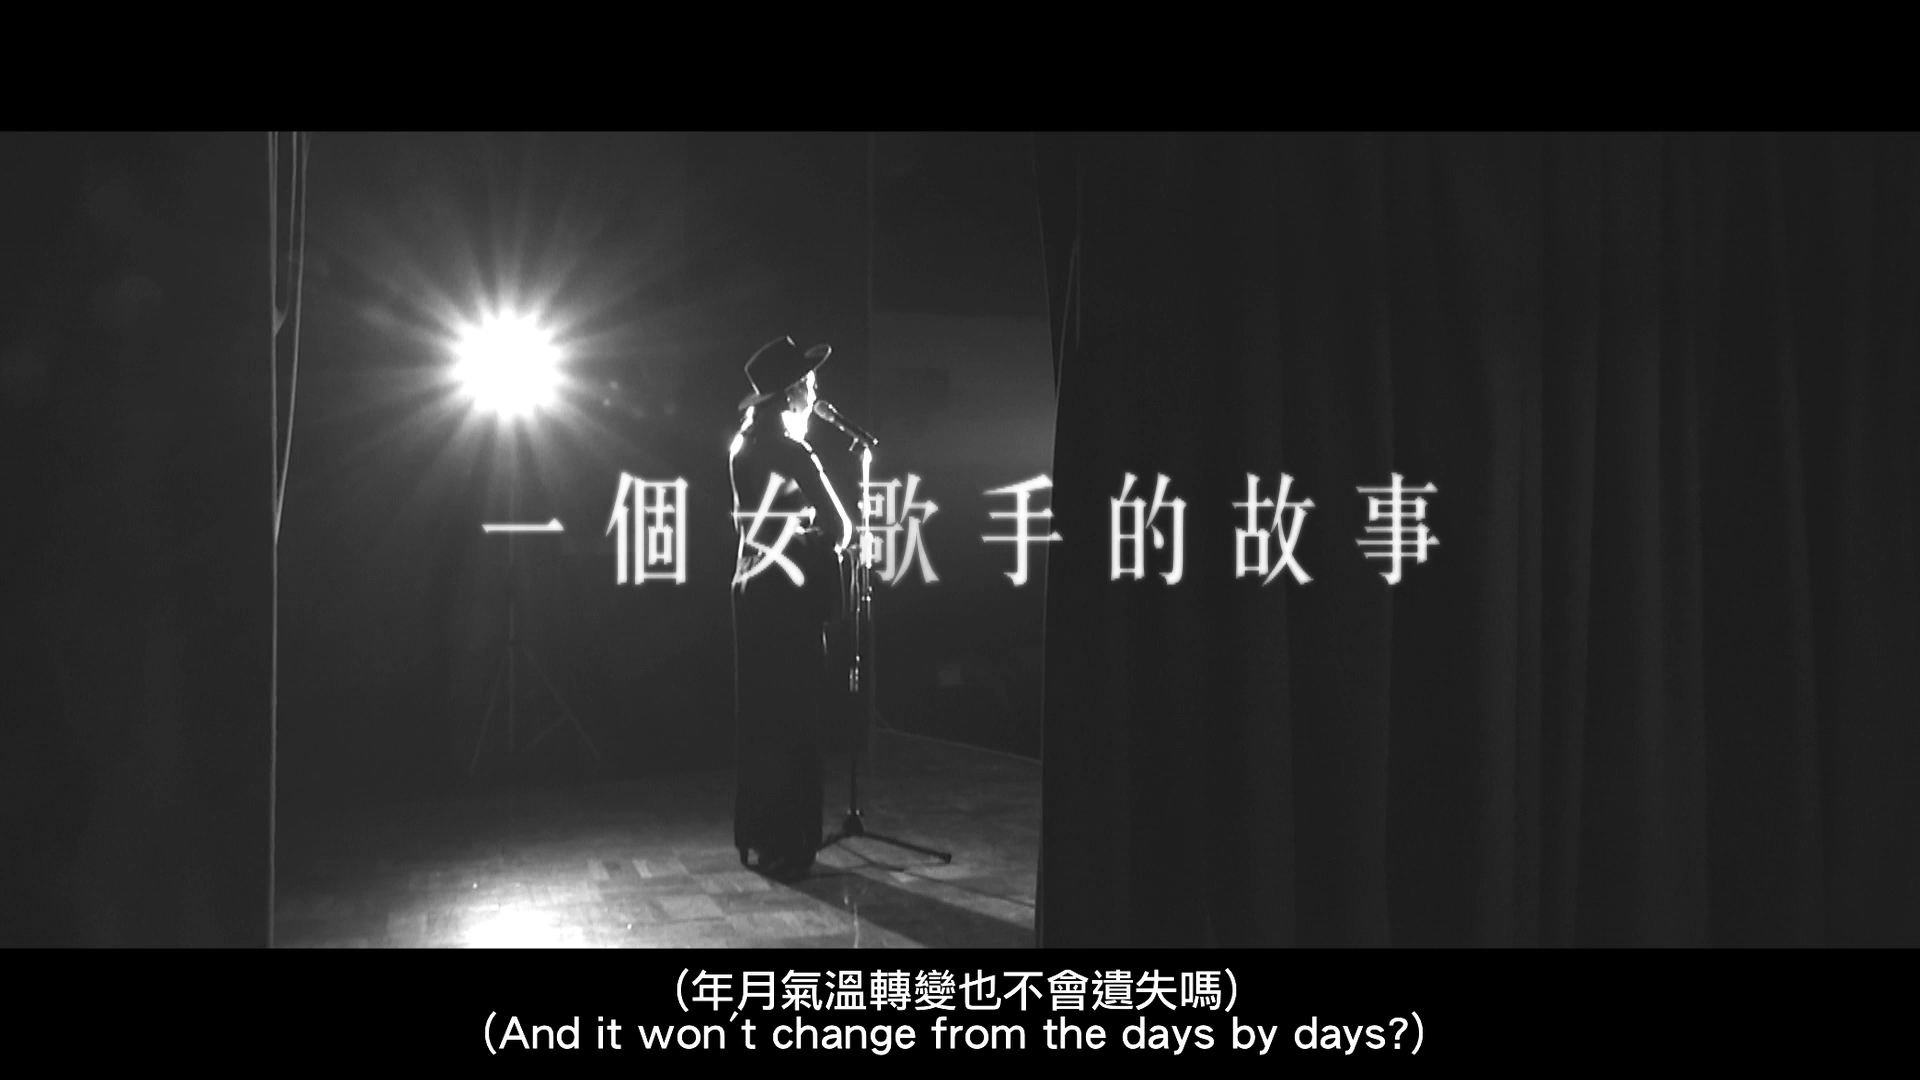 一個女歌手的故事
(年月氣溫轉變也不會遺失嗎)
(And it won't change from the days by days?)